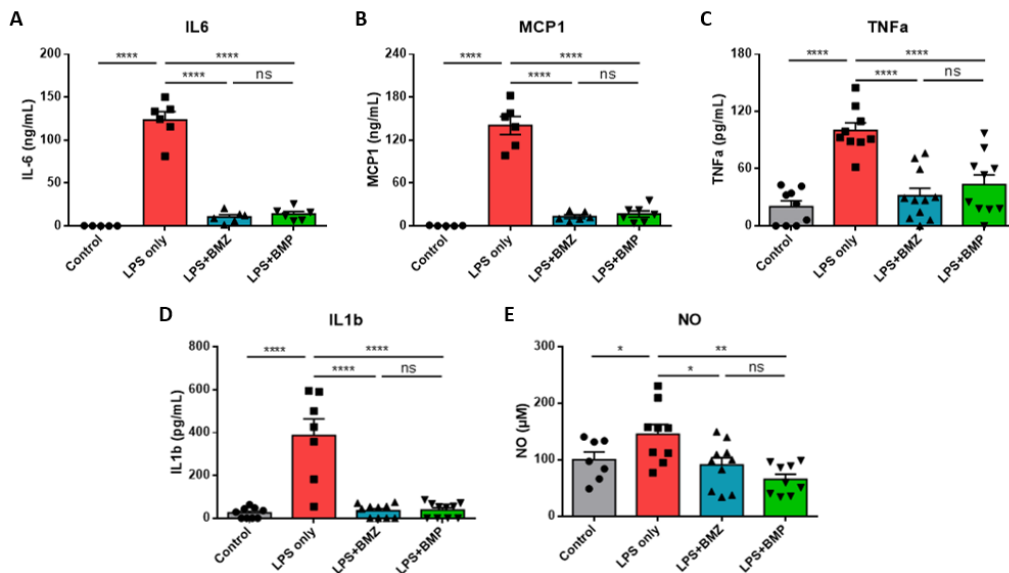 A
IL6
****
****
****
ns
IL-6 (ng/mL)
200
150
100
50
0
Control
LPS only
LPS+BMZ
LPS+BMP
B
MCP1
****
****
****
ns
MCP1 (ng/mL)
240
180
120
60
0
Control
LPS only
LPS+BMZ
LPS+BMP
C
TNFa
****
****
****
ns
TNFa (pg/mL)
180
120
60
0
Control
LPS only
LPS+BMZ
LPS+BMP
D
IL1b
****
****
****
ns
IL1b (pg/mL)
800
600
400
200
0
Control
LPS only
LPS+BMZ
LPS+BMP
E
NO
*
**
*
ns
NO (µM)
300
200
100
0
Control
LPS only
LPS+BMZ
LPS+BMP